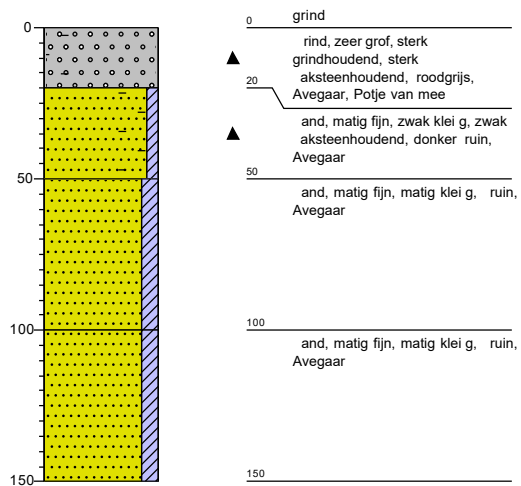 0
50
100
150
0
grind
rind, zeer grof, sterk
grindhoudend, sterk
aksteenhoudend, roodgrijs,
Avegaar, Potje van mee
20
and, matig fijn, zwak klei g, zwak
aksteenhoudend, donker ruin,
Avegaar
50
and, matig fijn, matig klei g, ruin,
Avegaar
100
and, matig fijn, matig klei g, ruin,
Avegaar
150